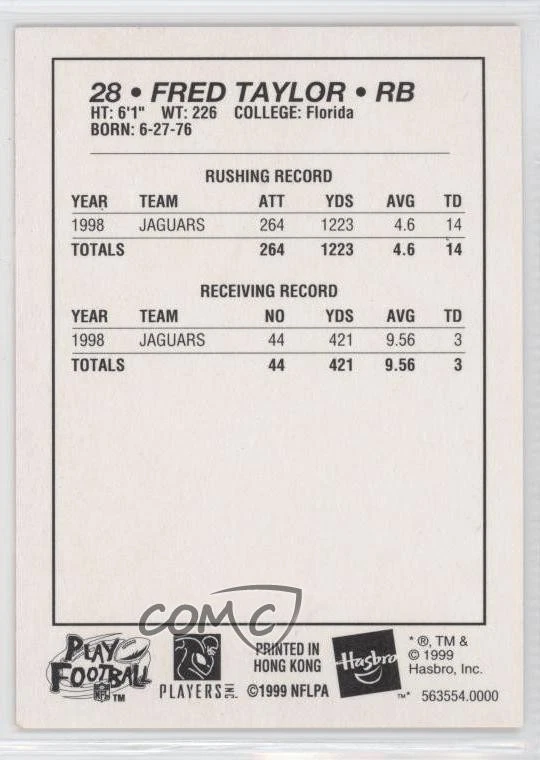 28 • FRED TAYLOR • RB
HT: 6'1" WT: 226 COLLEGE: Florida
BORN: 6-27-76
RUSHING RECORD
YEAR TEAM ATT YDS AVG TD
1998 JAGUARS 264 1223 4.6 14
TOTALS 264 1223 4.6 14
RECEIVING RECORD
YEAR TEAM NO YDS AVG TD
1998 JAGUARS 44 421 9.56 3
TOTALS 44 421 9.56 3
COMC
PLAY FOOTBALL NFL TM
PLAYERS INC
PRINTED IN
HONG KONG
©1999 NFLPA
Hasbro
TM*
* ®, TM &
© 1999
Hasbro, Inc.
563554.0000